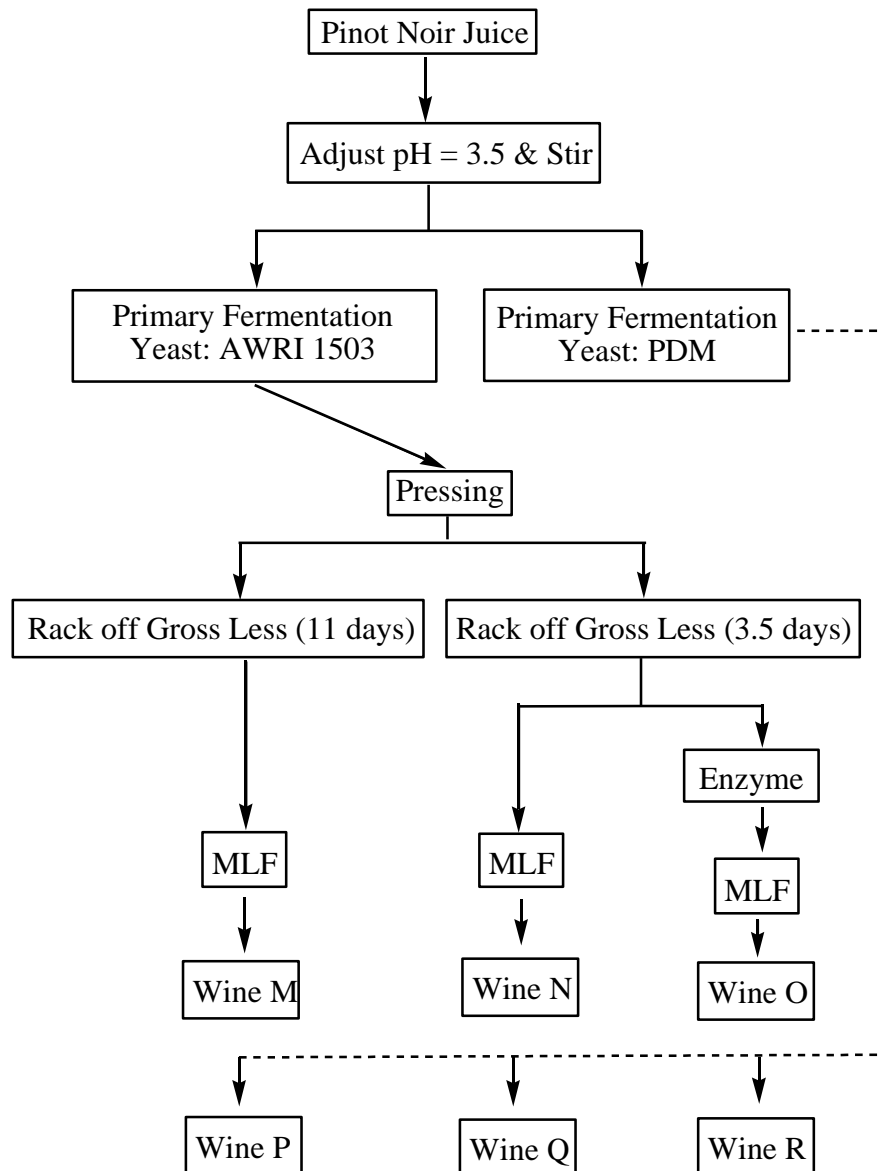 Pinot Noir Juice
Adjust pH = 3.5 & Stir
Primary Fermentation
Yeast: AWRI 1503
Primary Fermentation
Yeast: PDM
Pressing
Rack off Gross Less (11 days)
Rack off Gross Less (3.5 days)
Enzyme
MLF
MLF
MLF
Wine M
Wine N
Wine O
Wine P
Wine Q
Wine R